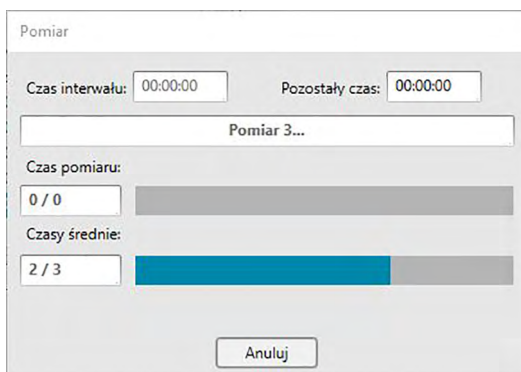 Pomiar
Czas interwału: 00:00:00 Pozostały czas: 00:00:00
Pomiar 3...
Czas pomiaru:
0 / 0
Czasy średnie:
2 / 3
Anuluj